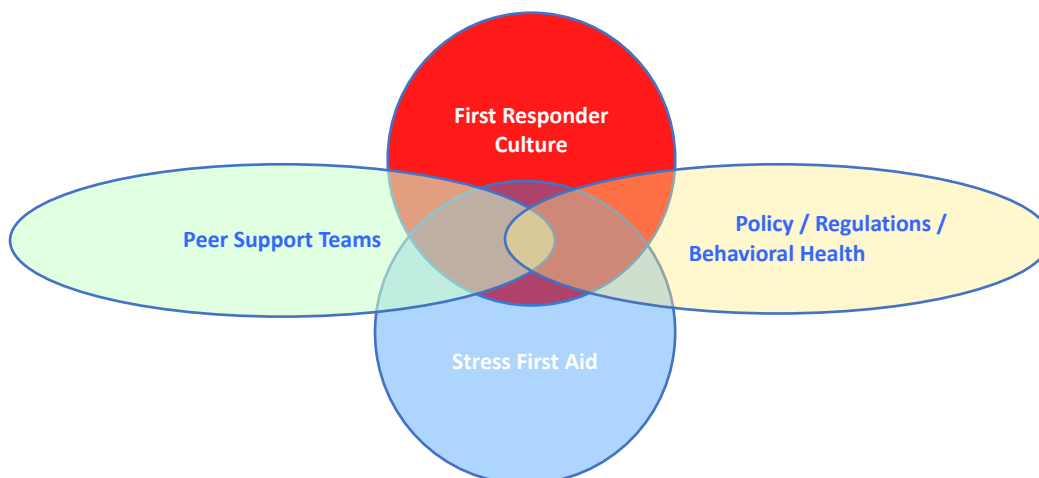 First Responder
Culture
Peer Support Teams
Policy / Regulations /
Behavioral Health
Stress First Aid